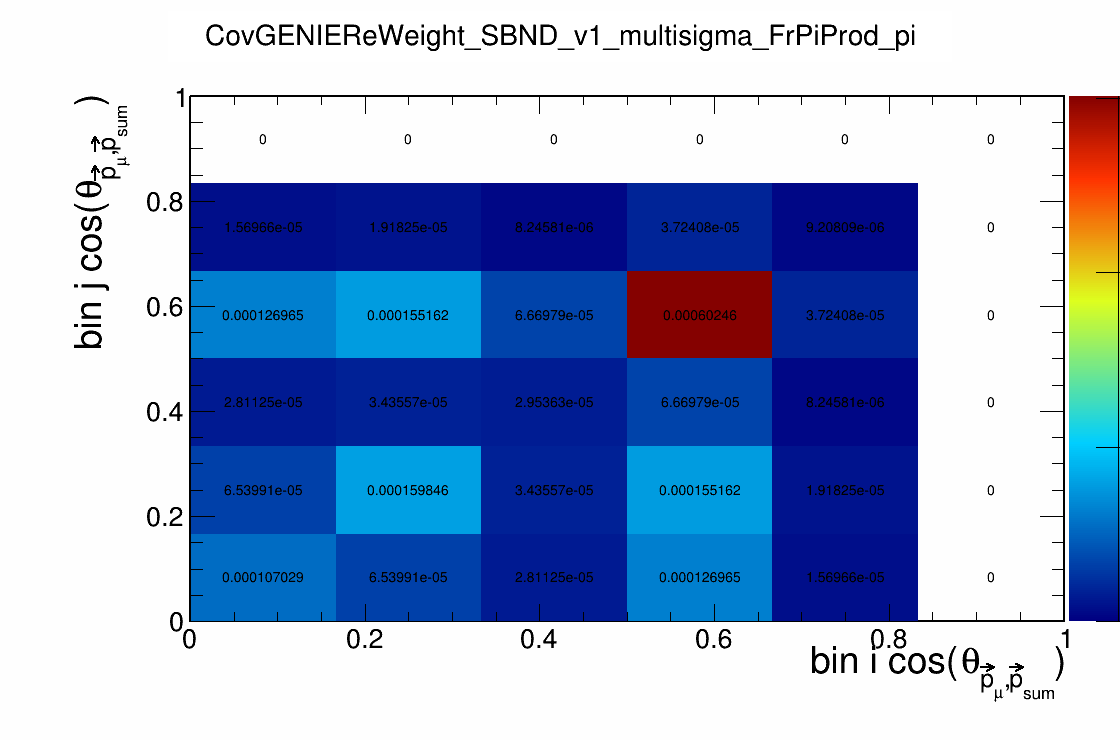 CovGENIEReWeight_SBND_v1_multisigma_FrPiProd_pi
bin j cos(θ p⃗μ,p⃗sum)
1
0 0 0 0 0 0
0.8
1.56966e-05 1.91825e-05 8.24581e-06 3.72408e-05 9.20809e-06 0
0.6
0.000126965 0.000155162 6.66979e-05 0.00060246 3.72408e-05 0
0.4
2.81125e-05 3.43557e-05 2.95363e-05 6.66979e-05 8.24581e-06 0
6.53991e-05 0.000159846 3.43557e-05 0.000155162 1.91825e-05 0
0.2
0.000107029 6.53991e-05 2.81125e-05 0.000126965 1.56966e-05 0
0
0 0.2 0.4 0.6 0.8 1
bin i cos(θ p⃗μ,p⃗sum)